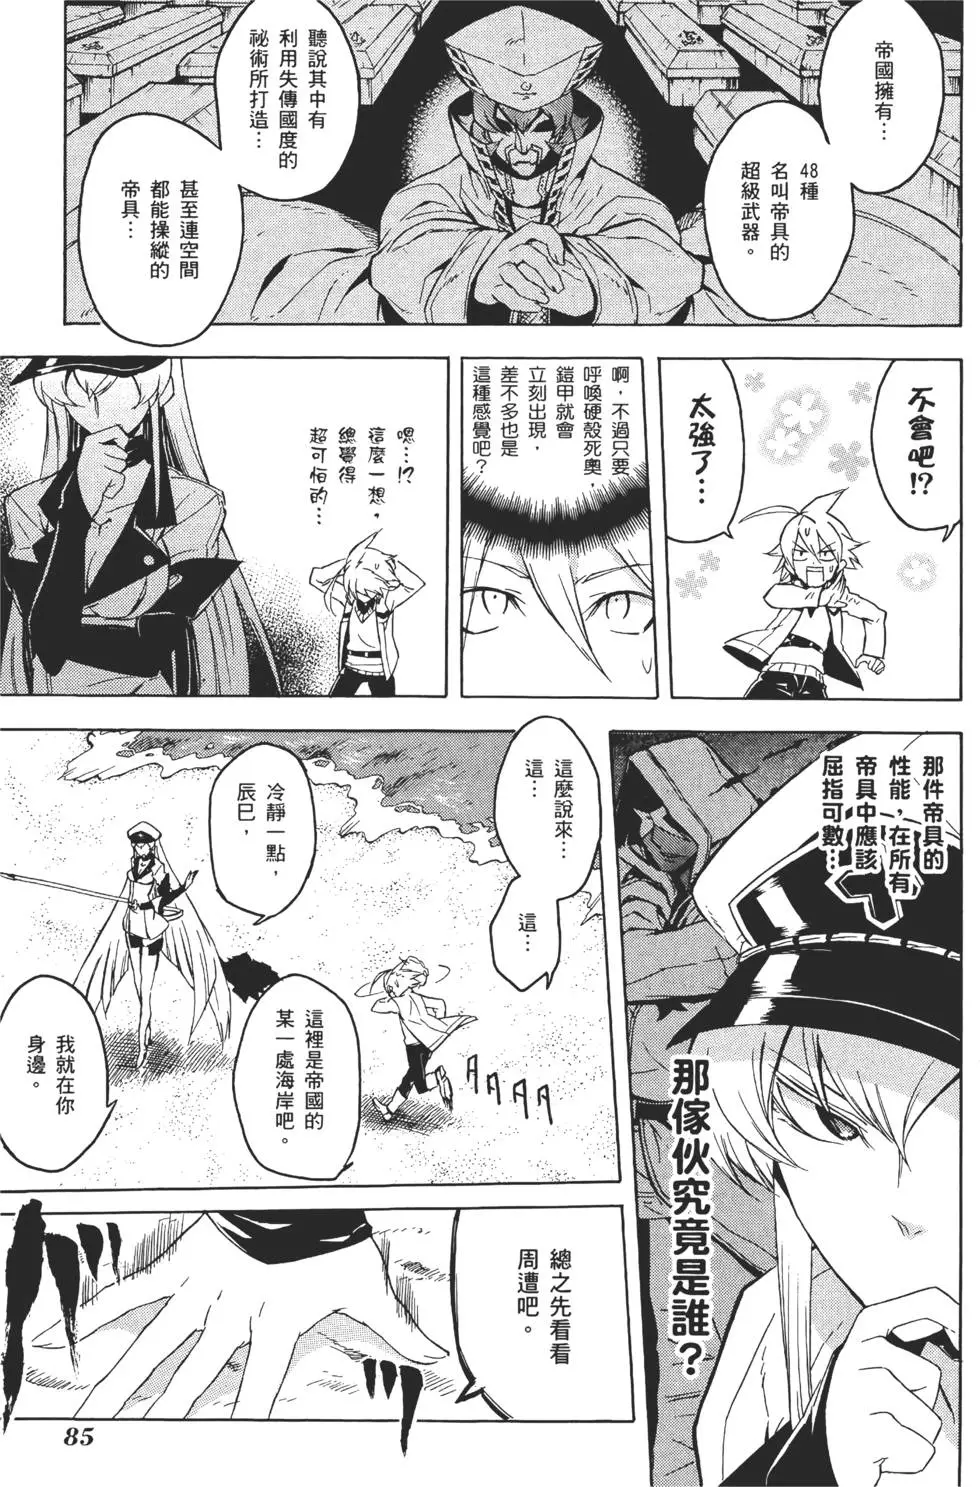 帝國擁有…
48種
名叫帝具的
超級武器。
聽說其中有
利用失傳國度的
祕術所打造…
甚至連空間
都能操縱的
帝具…
不會吧!?
太強了…
啊，不過只要
呼喚硬殼死奧，
鎧甲就會
立刻出現，
差不多也是
這種感覺吧？
嗯…!?
這麼一想，
總覺得
超可怕的…
那件帝具的
性能，在所有
帝具中應該
屈指可數…
那傢伙究竟是誰？
這麼說來…
這…
這…
冷靜一點，
辰巳，
這裡是帝國的
某一處海岸吧。
我就在你
身邊。
總之先看看
周遭吧。
85